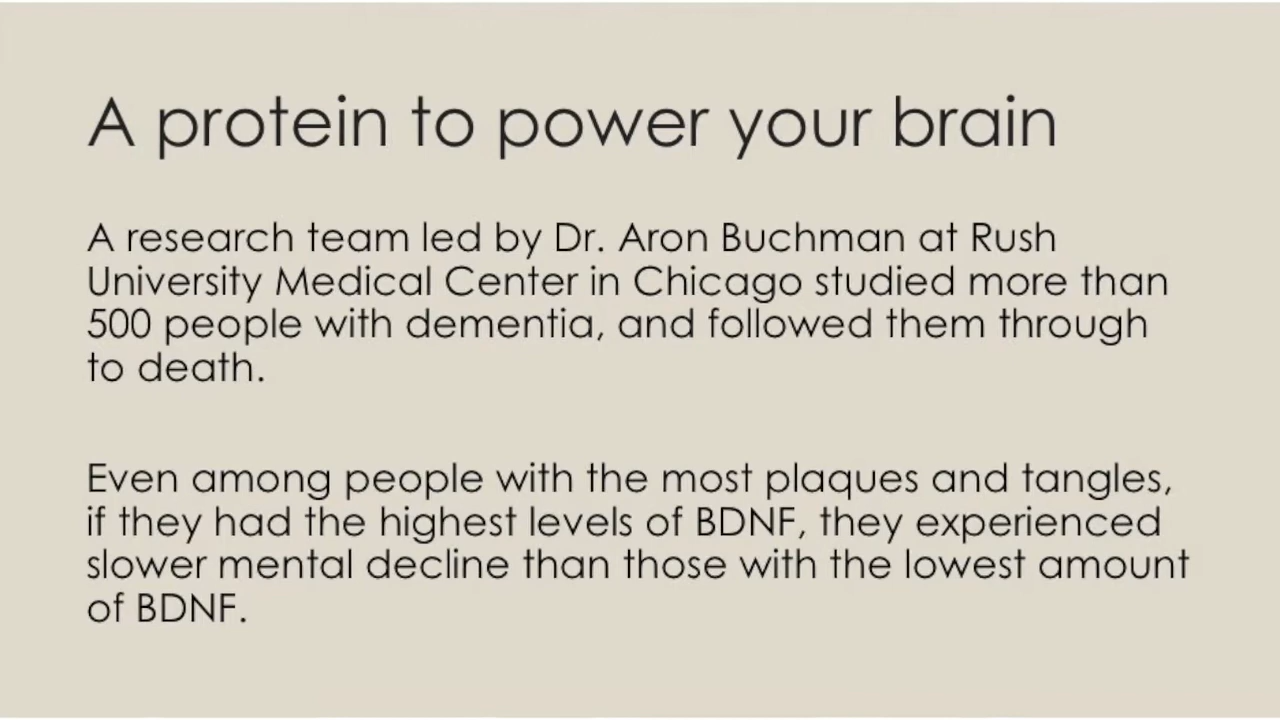 A protein to power your brain
A research team led by Dr. Aron Buchman at Rush
University Medical Center in Chicago studied more than
500 people with dementia, and followed them through
to death.
Even among people with the most plaques and tangles,
if they had the highest levels of BDNF, they experienced
slower mental decline than those with the lowest amount
of BDNF.